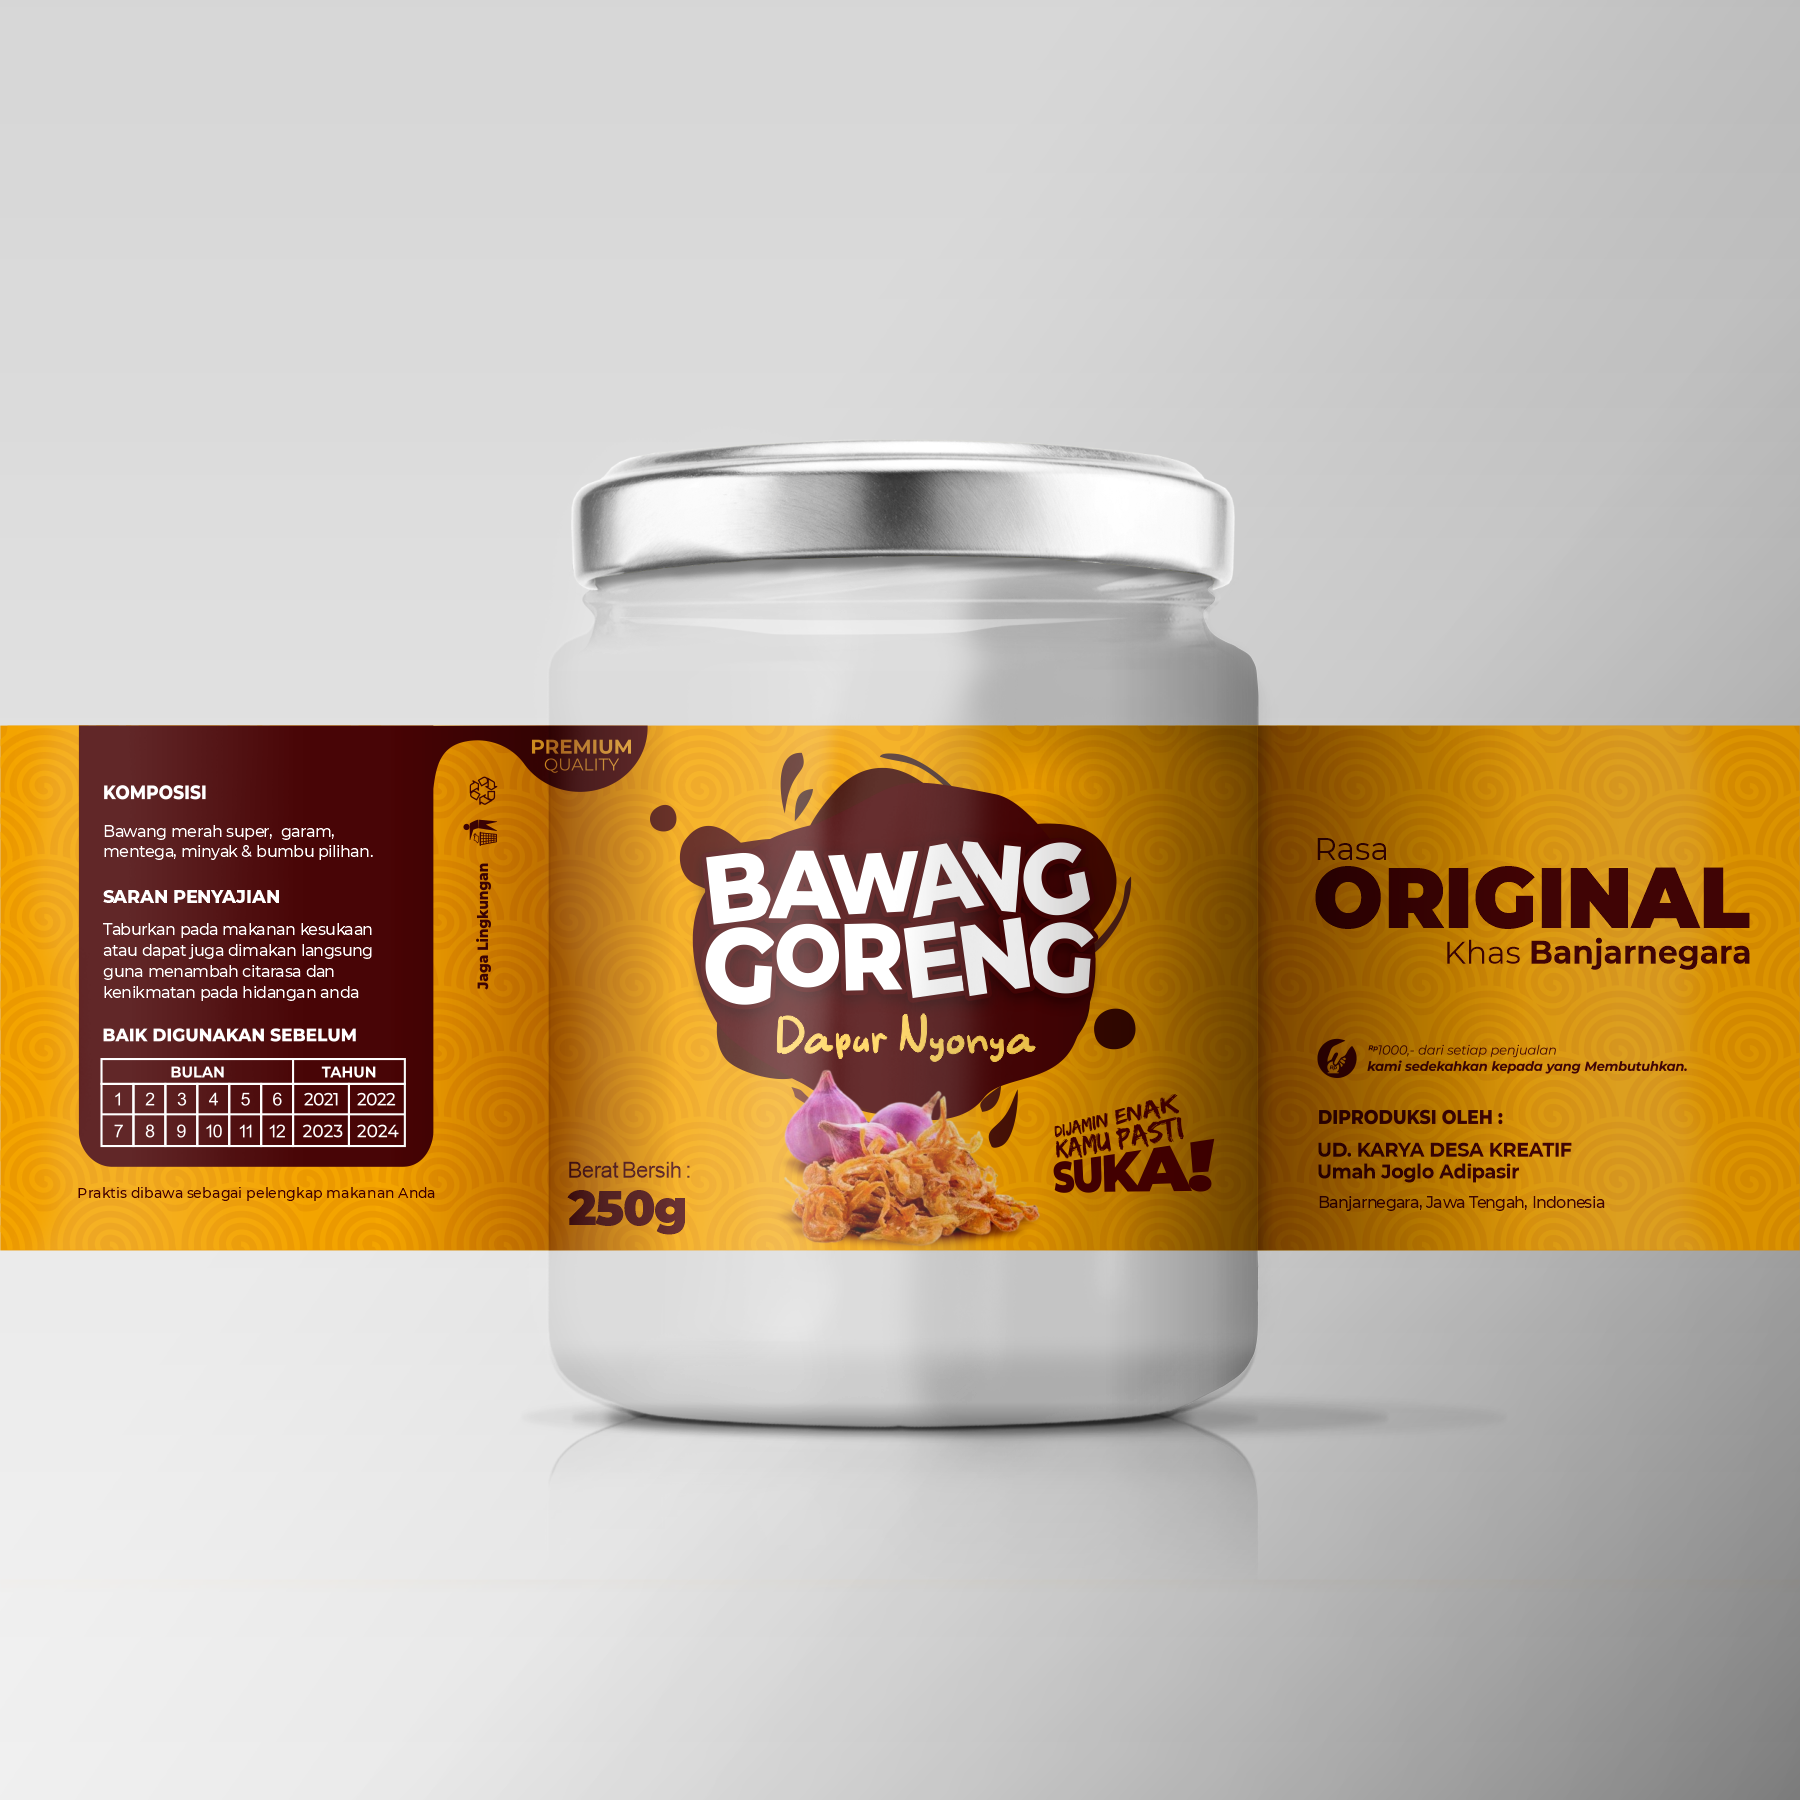 KOMPOSISI
Bawang merah super, garam,
mentega, minyak & bumbu pilihan.
SARAN PENYAJIAN
Taburkan pada makanan kesukaan
atau dapat juga dimakan langsung
guna menambah citarasa dan
kenikmatan pada hidangan anda
BAIK DIGUNAKAN SEBELUM
BULAN TAHUN
1 2 3 4 5 6 2021 2022
7 8 9 10 11 12 2023 2024
Praktis dibawa sebagai pelengkap makanan Anda
Jaga Lingkungan
PREMIUM
QUALITY
BAWANG
GORENG
Dapur Nyonya
Berat Bersih :
250g
DIJAMIN ENAK
KAMU PASTI
SUKA!
Rasa
ORIGINAL
Khas Banjarnegara
Rp1000,- dari setiap penjualan
kami sedekahkan kepada yang Membutuhkan.
DIPRODUKSI OLEH :
UD. KARYA DESA KREATIF
Umah Joglo Adipasir
Banjarnegara, Jawa Tengah, Indonesia